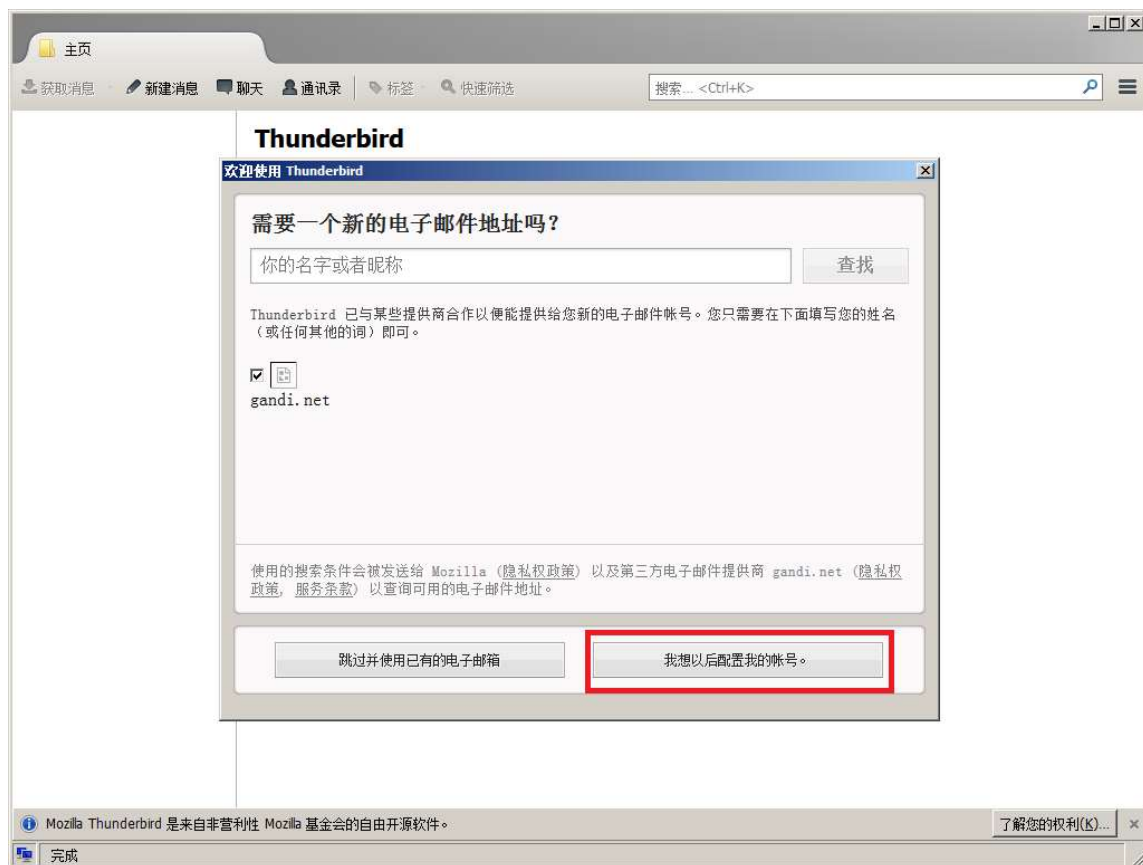 主页
获取消息 新建消息 聊天 通讯录 标签 快速筛选 搜索... <Ctrl+K>
Thunderbird
欢迎使用 Thunderbird
需要一个新的电子邮件地址吗？
你的名字或者昵称 查找
Thunderbird 已与某些提供商合作以便能提供给您新的电子邮件帐号。您只需要在下面填写您的姓名
（或任何其他的词）即可。
gandi.net
使用的搜索条件会被发送给 Mozilla (隐私权政策) 以及第三方电子邮件提供商 gandi.net (隐私权
政策, 服务条款) 以查询可用的电子邮件地址。
跳过并使用已有的电子邮箱 我想以后配置我的帐号。
Mozilla Thunderbird 是来自非营利性 Mozilla 基金会的自由开源软件。 了解您的权利(K)...
完成